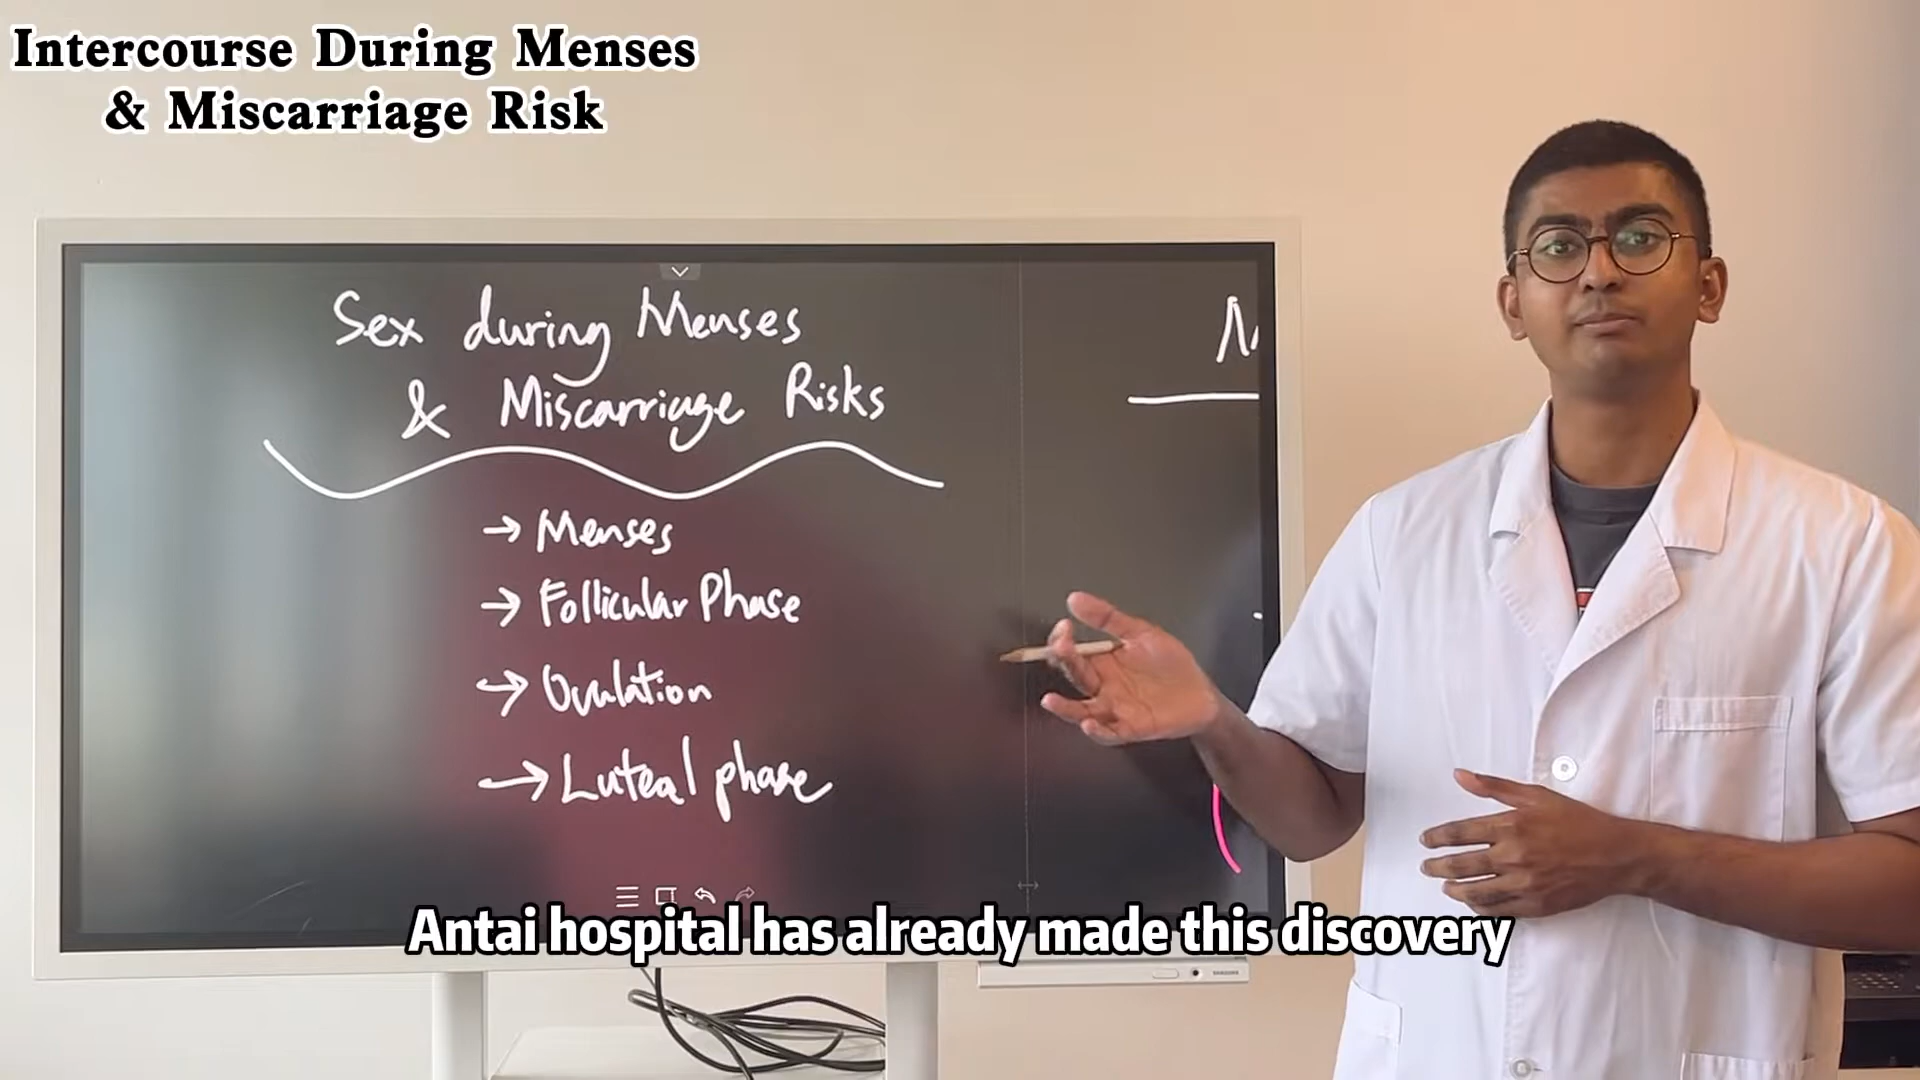 Intercourse During Menses
& Miscarriage Risk
Sex during Menses
& Miscarriage Risks
→ Menses
→ Follicular Phase
→ Ovulation
→ Luteal phase
Antai hospital has already made this discovery
SAMSUNG